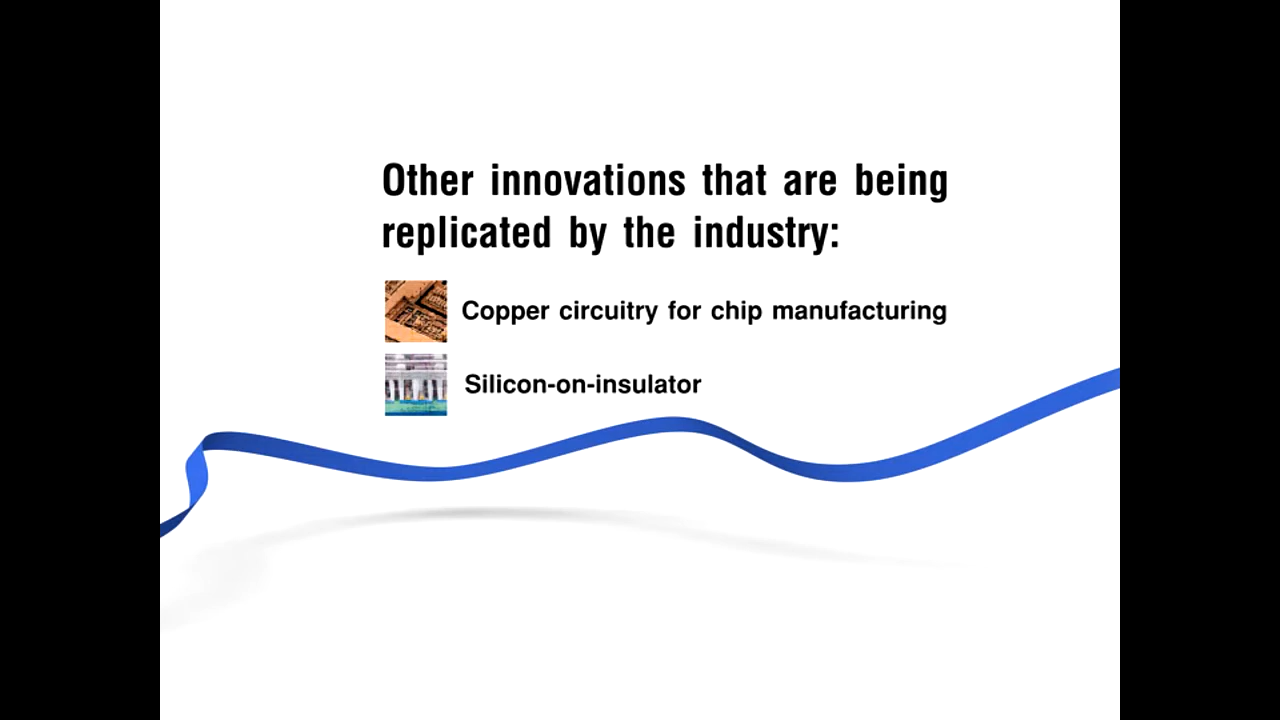 Other innovations that are being
replicated by the industry:
Copper circuitry for chip manufacturing
Silicon-on-insulator